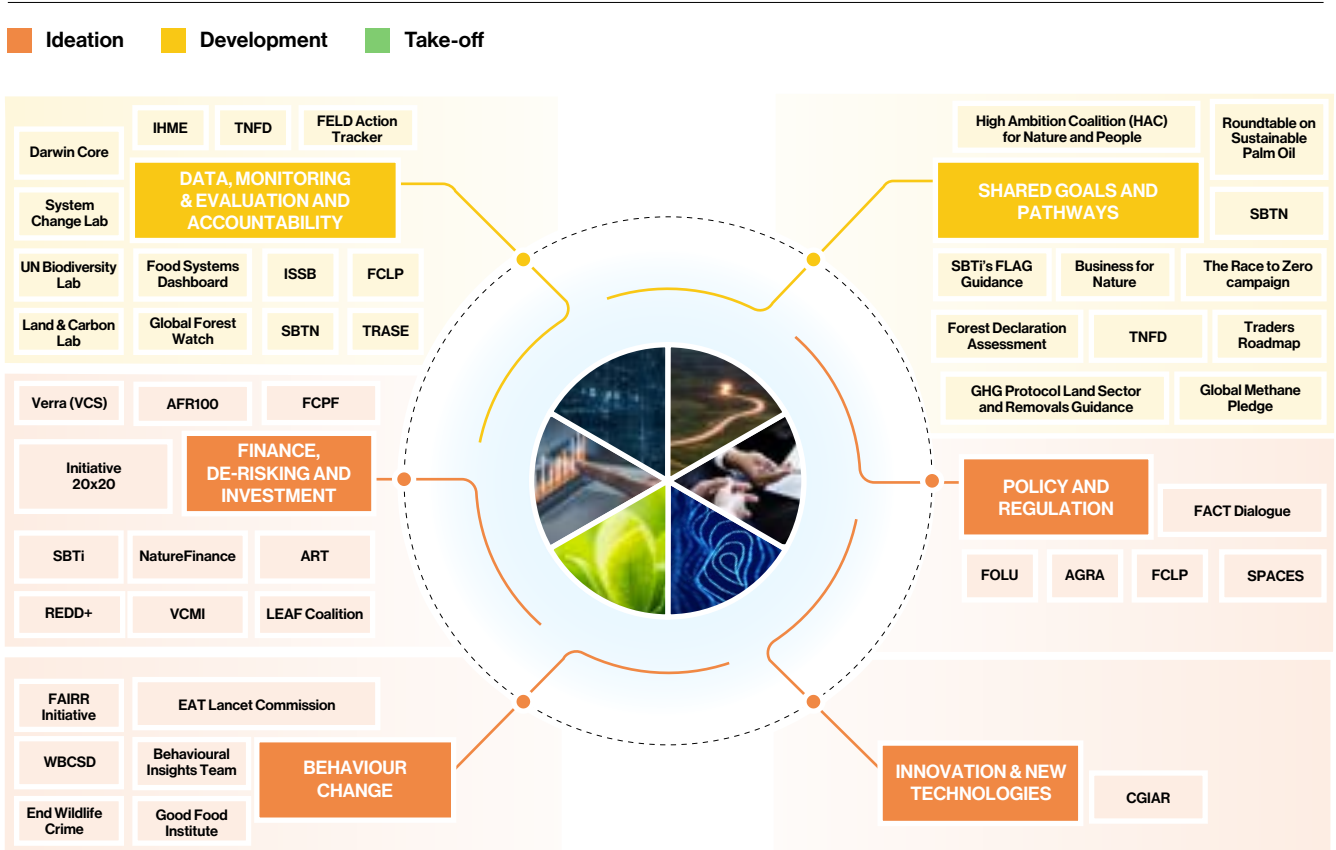 Ideation
Development
Take-off
IHME
TNFD
FELD Action
Tracker
Darwin Core
DATA, MONITORING
& EVALUATION AND
ACCOUNTABILITY
System
Change Lab
UN Biodiversity
Lab
Food Systems
Dashboard
ISSB
FCLP
Land & Carbon
Lab
Global Forest
Watch
SBTN
TRASE
High Ambition Coalition (HAC)
for Nature and People
Roundtable on
Sustainable
Palm Oil
SHARED GOALS AND
PATHWAYS
SBTN
SBTi's FLAG
Guidance
Business for
Nature
The Race to Zero
campaign
Forest Declaration
Assessment
TNFD
Traders
Roadmap
GHG Protocol Land Sector
and Removals Guidance
Global Methane
Pledge
Verra (VCS)
AFR100
FCPF
Initiative
20x20
FINANCE,
DE-RISKING AND
INVESTMENT
SBTi
NatureFinance
ART
REDD+
VCMI
LEAF Coalition
POLICY AND
REGULATION
FACT Dialogue
FOLU
AGRA
FCLP
SPACES
FAIRR
Initiative
EAT Lancet Commission
WBCSD
Behavioural
Insights Team
BEHAVIOUR
CHANGE
End Wildlife
Crime
Good Food
Institute
INNOVATION & NEW
TECHNOLOGIES
CGIAR